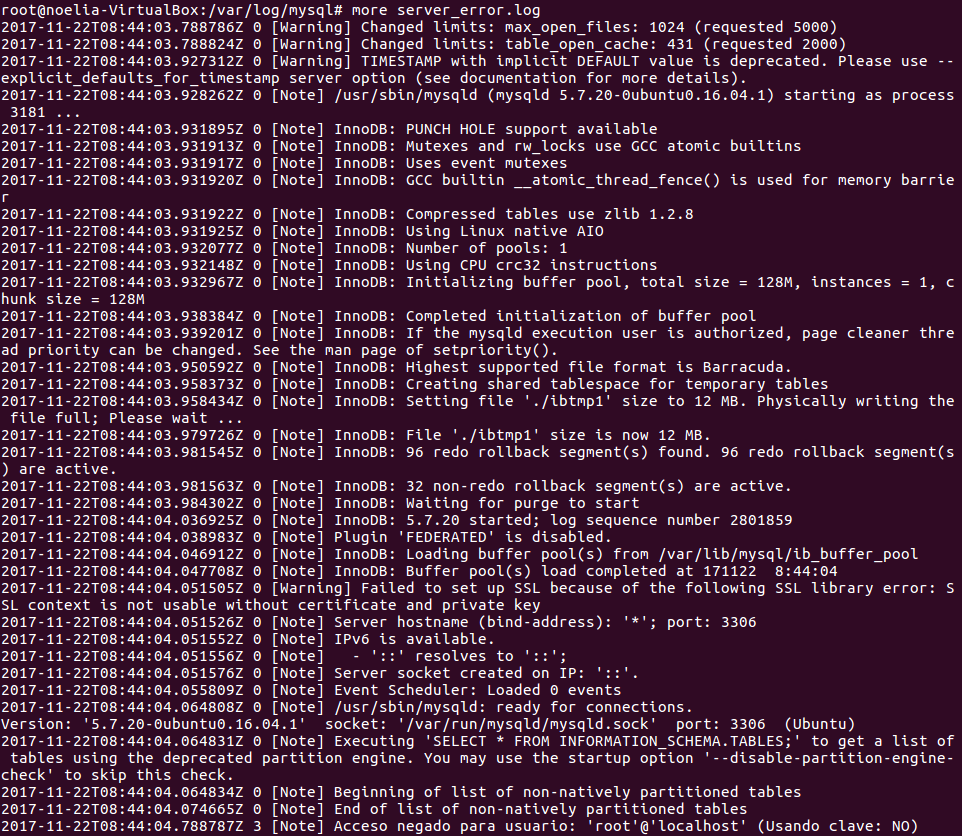 root@noelia-VirtualBox:/var/log/mysql# more server_error.log
2017-11-22T08:44:03.788786Z 0 [Warning] Changed limits: max_open_files: 1024 (requested 5000)
2017-11-22T08:44:03.788824Z 0 [Warning] Changed limits: table_open_cache: 431 (requested 2000)
2017-11-22T08:44:03.927312Z 0 [Warning] TIMESTAMP with implicit DEFAULT value is deprecated. Please use --
explicit_defaults_for_timestamp server option (see documentation for more details).
2017-11-22T08:44:03.928262Z 0 [Note] /usr/sbin/mysqld (mysqld 5.7.20-0ubuntu0.16.04.1) starting as process
 3181 ...
2017-11-22T08:44:03.931895Z 0 [Note] InnoDB: PUNCH HOLE support available
2017-11-22T08:44:03.931913Z 0 [Note] InnoDB: Mutexes and rw_locks use GCC atomic builtins
2017-11-22T08:44:03.931917Z 0 [Note] InnoDB: Uses event mutexes
2017-11-22T08:44:03.931920Z 0 [Note] InnoDB: GCC builtin __atomic_thread_fence() is used for memory barrie
r
2017-11-22T08:44:03.931922Z 0 [Note] InnoDB: Compressed tables use zlib 1.2.8
2017-11-22T08:44:03.931925Z 0 [Note] InnoDB: Using Linux native AIO
2017-11-22T08:44:03.932077Z 0 [Note] InnoDB: Number of pools: 1
2017-11-22T08:44:03.932148Z 0 [Note] InnoDB: Using CPU crc32 instructions
2017-11-22T08:44:03.932967Z 0 [Note] InnoDB: Initializing buffer pool, total size = 128M, instances = 1, c
hunk size = 128M
2017-11-22T08:44:03.938384Z 0 [Note] InnoDB: Completed initialization of buffer pool
2017-11-22T08:44:03.939201Z 0 [Note] InnoDB: If the mysqld execution user is authorized, page cleaner thre
ad priority can be changed. See the man page of setpriority().
2017-11-22T08:44:03.950592Z 0 [Note] InnoDB: Highest supported file format is Barracuda.
2017-11-22T08:44:03.958373Z 0 [Note] InnoDB: Creating shared tablespace for temporary tables
2017-11-22T08:44:03.958434Z 0 [Note] InnoDB: Setting file './ibtmp1' size to 12 MB. Physically writing the
 file full; Please wait ...
2017-11-22T08:44:03.979726Z 0 [Note] InnoDB: File './ibtmp1' size is now 12 MB.
2017-11-22T08:44:03.981545Z 0 [Note] InnoDB: 96 redo rollback segment(s) found. 96 redo rollback segment(s
) are active.
2017-11-22T08:44:03.981563Z 0 [Note] InnoDB: 32 non-redo rollback segment(s) are active.
2017-11-22T08:44:03.984302Z 0 [Note] InnoDB: Waiting for purge to start
2017-11-22T08:44:04.036925Z 0 [Note] InnoDB: 5.7.20 started; log sequence number 2801859
2017-11-22T08:44:04.038983Z 0 [Note] Plugin 'FEDERATED' is disabled.
2017-11-22T08:44:04.046912Z 0 [Note] InnoDB: Loading buffer pool(s) from /var/lib/mysql/ib_buffer_pool
2017-11-22T08:44:04.047708Z 0 [Note] InnoDB: Buffer pool(s) load completed at 171122  8:44:04
2017-11-22T08:44:04.051505Z 0 [Warning] Failed to set up SSL because of the following SSL library error: S
SL context is not usable without certificate and private key
2017-11-22T08:44:04.051526Z 0 [Note] Server hostname (bind-address): '*'; port: 3306
2017-11-22T08:44:04.051552Z 0 [Note] IPv6 is available.
2017-11-22T08:44:04.051556Z 0 [Note]   - '::' resolves to '::';
2017-11-22T08:44:04.051576Z 0 [Note] Server socket created on IP: '::'.
2017-11-22T08:44:04.055809Z 0 [Note] Event Scheduler: Loaded 0 events
2017-11-22T08:44:04.064808Z 0 [Note] /usr/sbin/mysqld: ready for connections.
Version: '5.7.20-0ubuntu0.16.04.1'  socket: '/var/run/mysqld/mysqld.sock'  port: 3306  (Ubuntu)
2017-11-22T08:44:04.064831Z 0 [Note] Executing 'SELECT * FROM INFORMATION_SCHEMA.TABLES;' to get a list of
 tables using the deprecated partition engine. You may use the startup option '--disable-partition-engine-
check' to skip this check.
2017-11-22T08:44:04.064834Z 0 [Note] Beginning of list of non-natively partitioned tables
2017-11-22T08:44:04.074665Z 0 [Note] End of list of non-natively partitioned tables
2017-11-22T08:44:04.788787Z 3 [Note] Acceso negado para usuario: 'root'@'localhost' (Usando clave: NO)